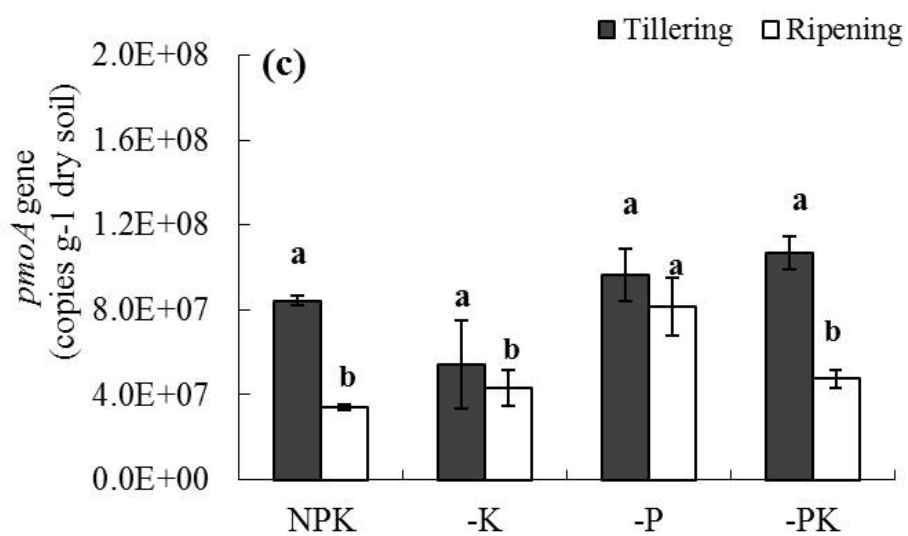 Tillering Ripening
(c)
pmoA gene
(copies g-1 dry soil)
2.0E+08
1.6E+08
1.2E+08
8.0E+07
4.0E+07
0.0E+00
a
b
a
b
a
a
a
b
NPK -K -P -PK